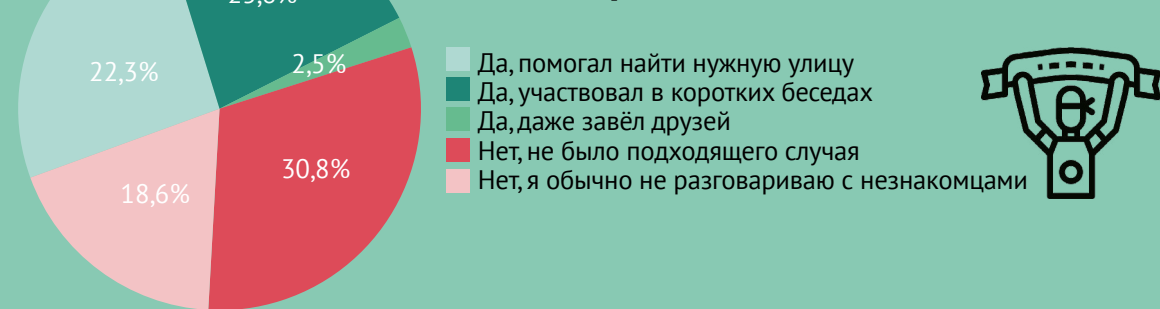 22,3%
2,5%
30,8%
18,6%
Да, помогал найти нужную улицу
Да, участвовал в коротких беседах
Да, даже завёл друзей
Нет, не было подходящего случая
Нет, я обычно не разговариваю с незнакомцами